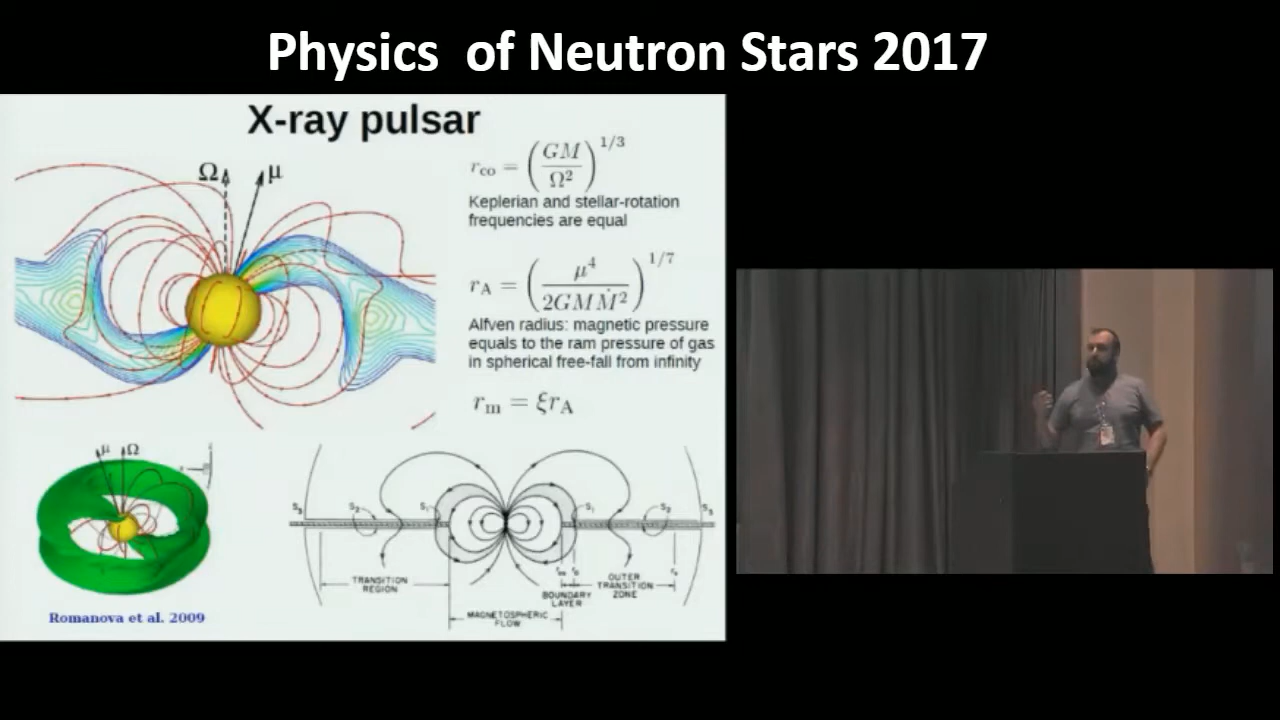 Physics of Neutron Stars 2017
X-ray pulsar
Ω
μ
r_co = (GM/Ω²)^1/3
Keplerian and stellar-rotation
frequencies are equal
r_A = (μ⁴/2GMṀ²)^1/7
Alfven radius: magnetic pressure
equals to the ram pressure of gas
in spherical free-fall from infinity
r_m = ξr_A
μ Ω
S₂ S₁ S₁ S₂
TRANSITION
REGION
OUTER
TRANSITION
ZONE
BOUNDARY
LAYER
MAGNETOSPHERIC
FLOW
Romanova et al. 2009